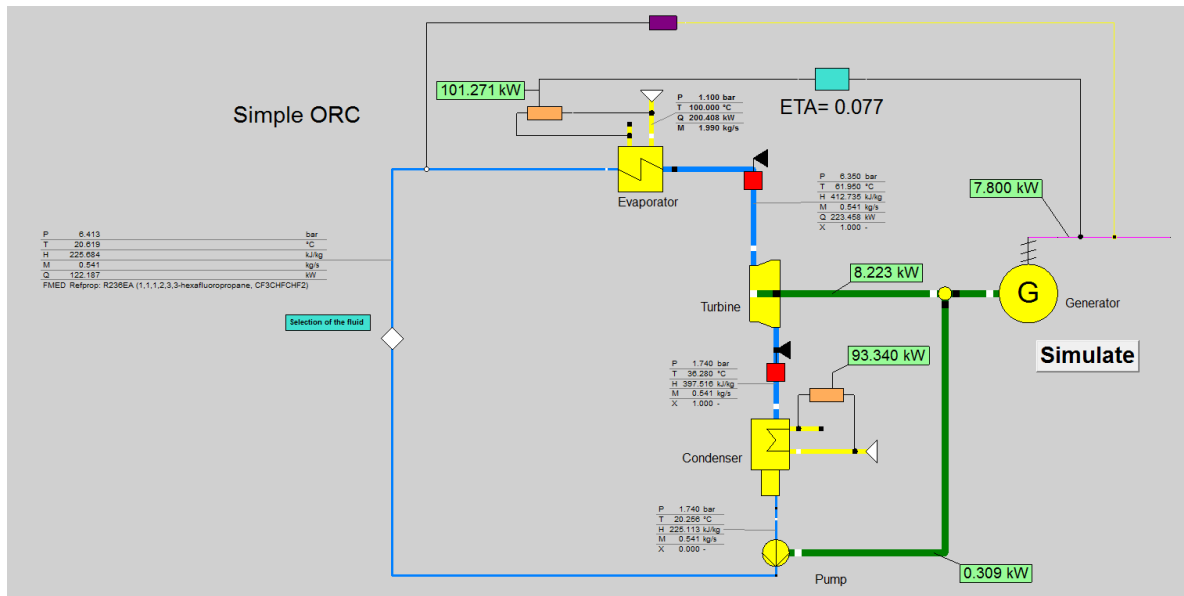 101.271 kW
Simple ORC
P 1.100 bar
T 100.000 °C
Q 200.408 kW
M 1.990 kg/s
ETA= 0.077
Evaporator
P 6.350 bar
T 61.950 °C
H 412.735 kJ/kg
M 0.541 kg/s
Q 223.458 kW
X 1.000 -
7.800 kW
P 6.413 bar
T 20.619 °C
H 225.684 kJ/kg
M 0.541 kg/s
Q 122.187 kW
FMED Refprop: R236EA (1,1,1,2,3,3-hexafluoropropane, CF3CHFCHF2)
8.223 kW
G
Turbine
Generator
Selection of the fluid
93.340 kW
Simulate
P 1.740 bar
T 36.280 °C
H 397.516 kJ/kg
M 0.541 kg/s
X 1.000 -
Condenser
P 1.740 bar
T 20.256 °C
H 225.113 kJ/kg
M 0.541 kg/s
X 0.000 -
0.309 kW
Pump